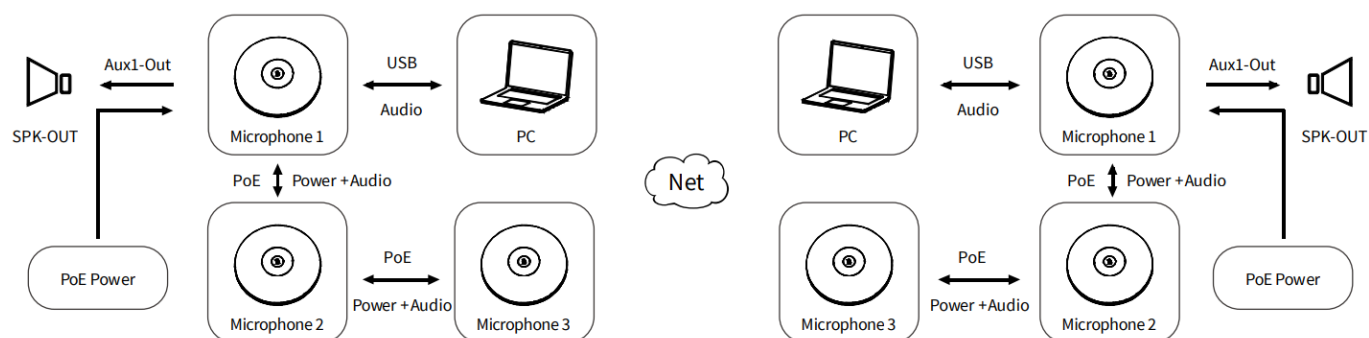 Aux1-Out
SPK-OUT
Microphone 1
USB
Audio
PC
PoE
Power +Audio
PoE Power
Microphone 2
PoE
Power +Audio
Microphone 3
Net
PC
USB
Audio
Microphone 1
Aux1-Out
SPK-OUT
PoE
Power +Audio
Microphone 3
PoE
Power +Audio
Microphone 2
PoE Power